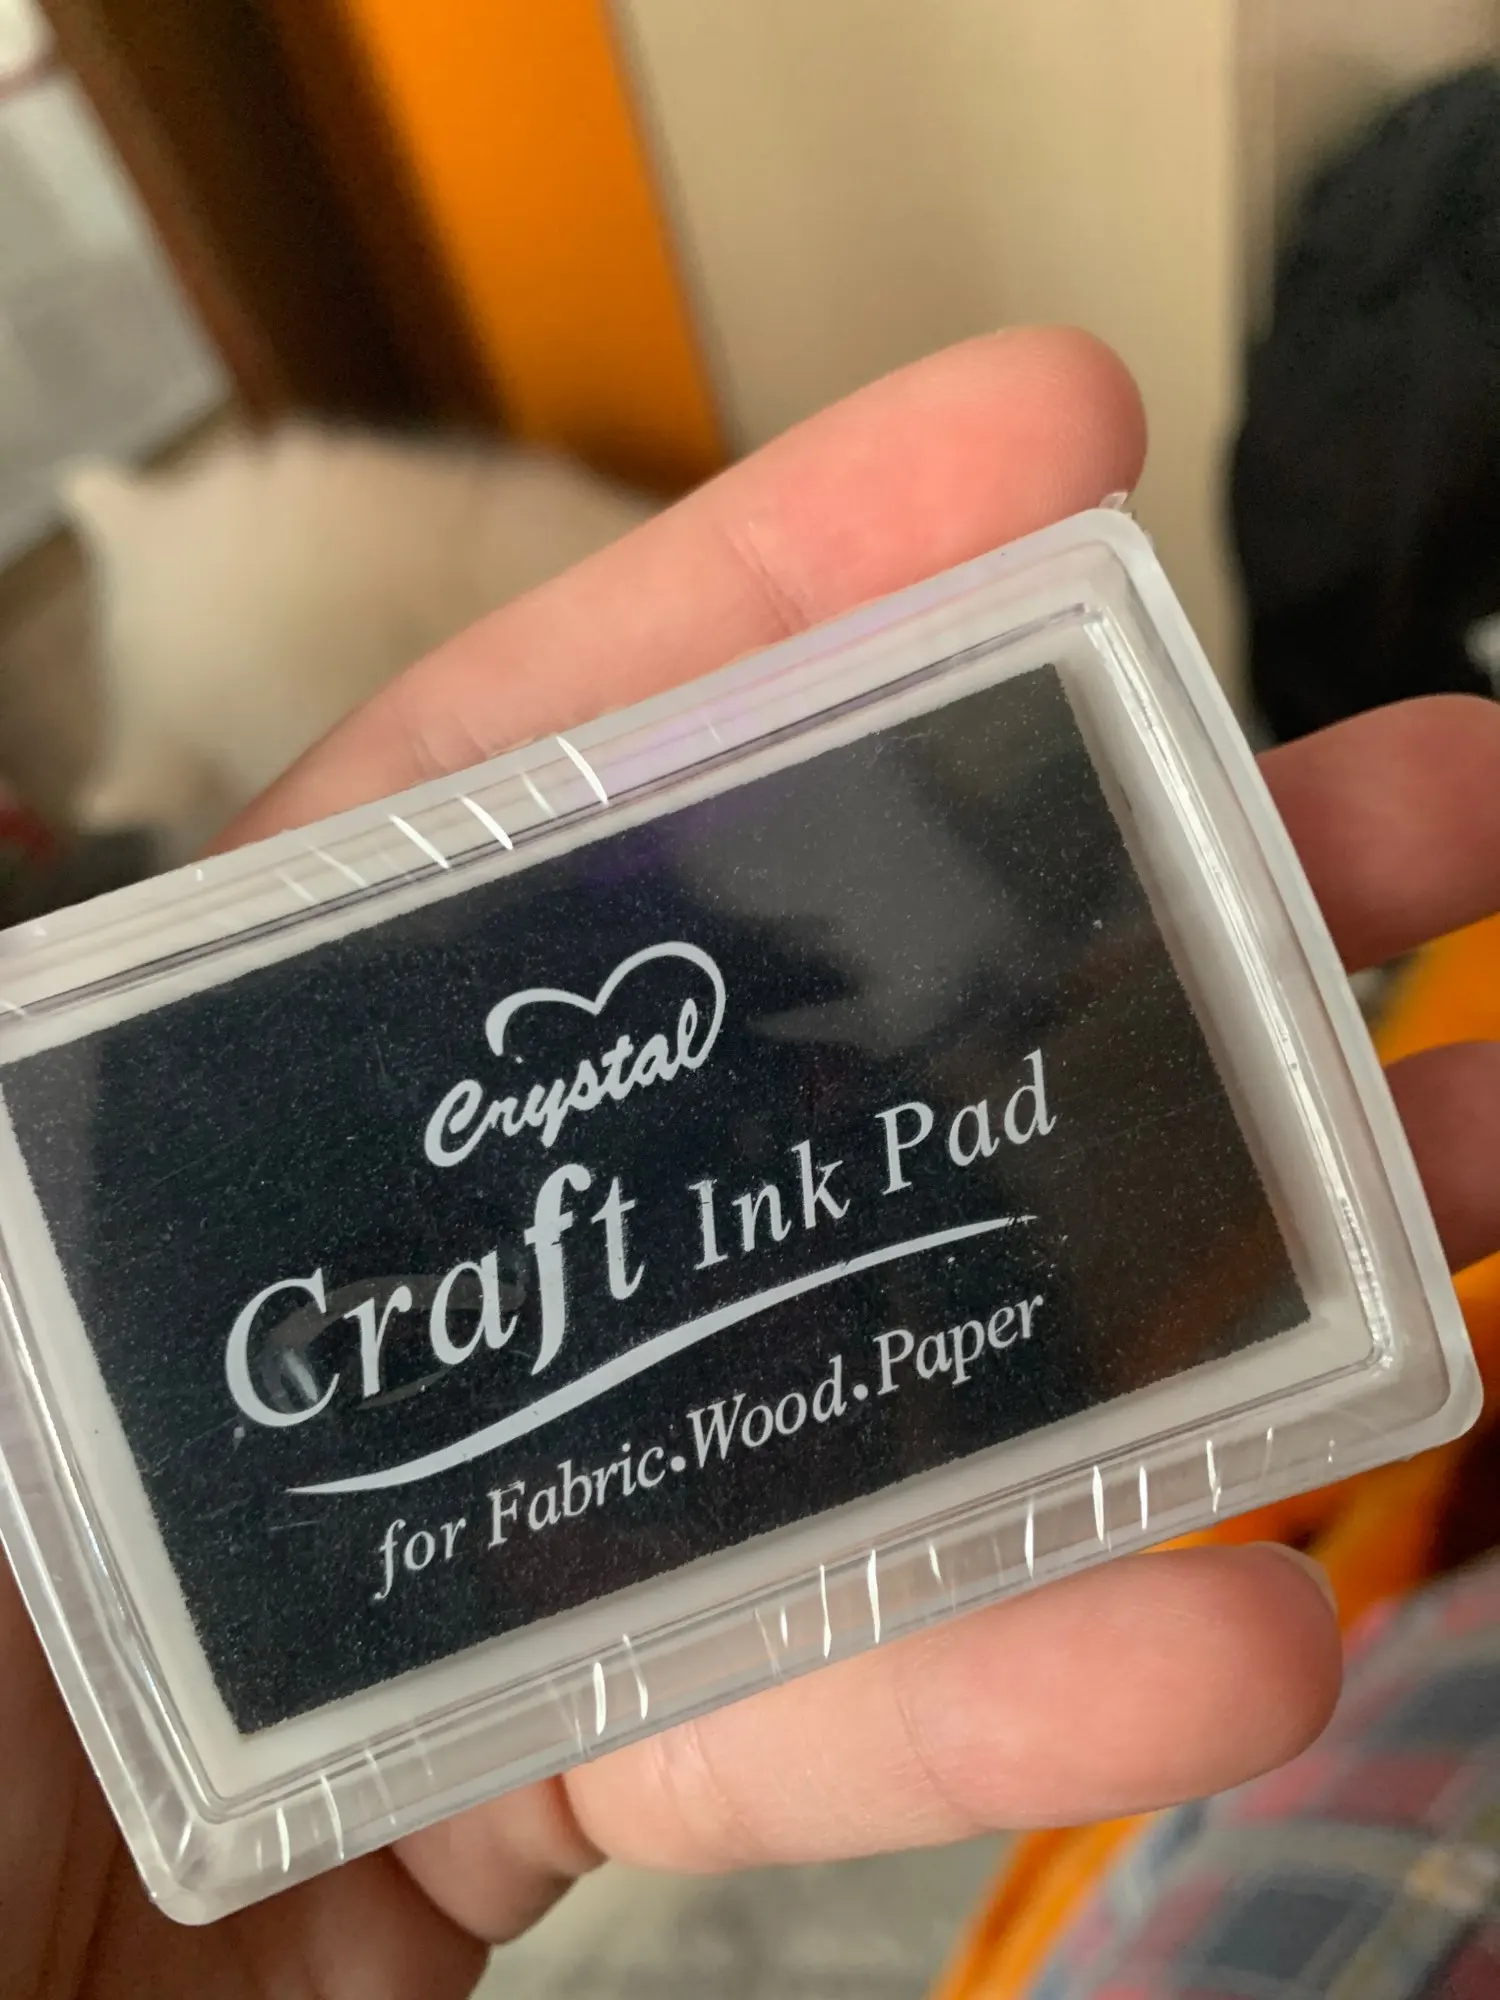 Crystal
Craft Ink Pad
for Fabric•Wood•Paper